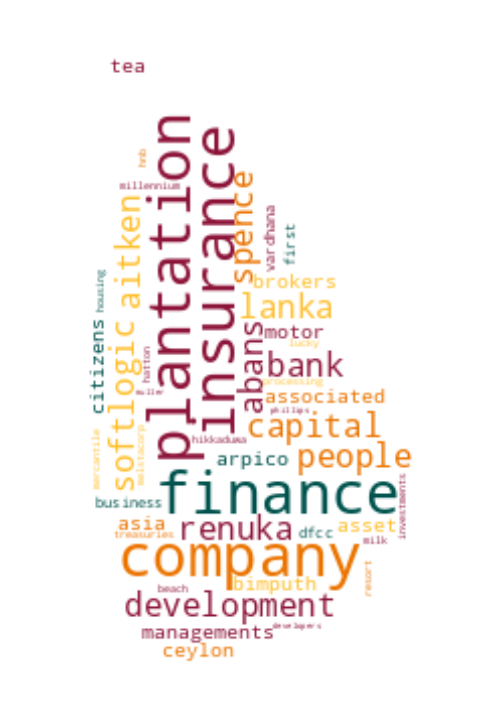 tea
plantation
insurance
hnb
millennium
spence
aitken
vardhana
first
housing
brokers
lanka
citizens
softlogic
abans
motor
lucky
hatton
bank
processing
muller
associated
phillips
capital
mercantile
melstacorp
hikkaduwa
people
arpico
finance
business
investments
asia
treasuries
renuka
dfcc
asset
milk
company
resort
bimputh
beach
development
developers
managements
ceylon